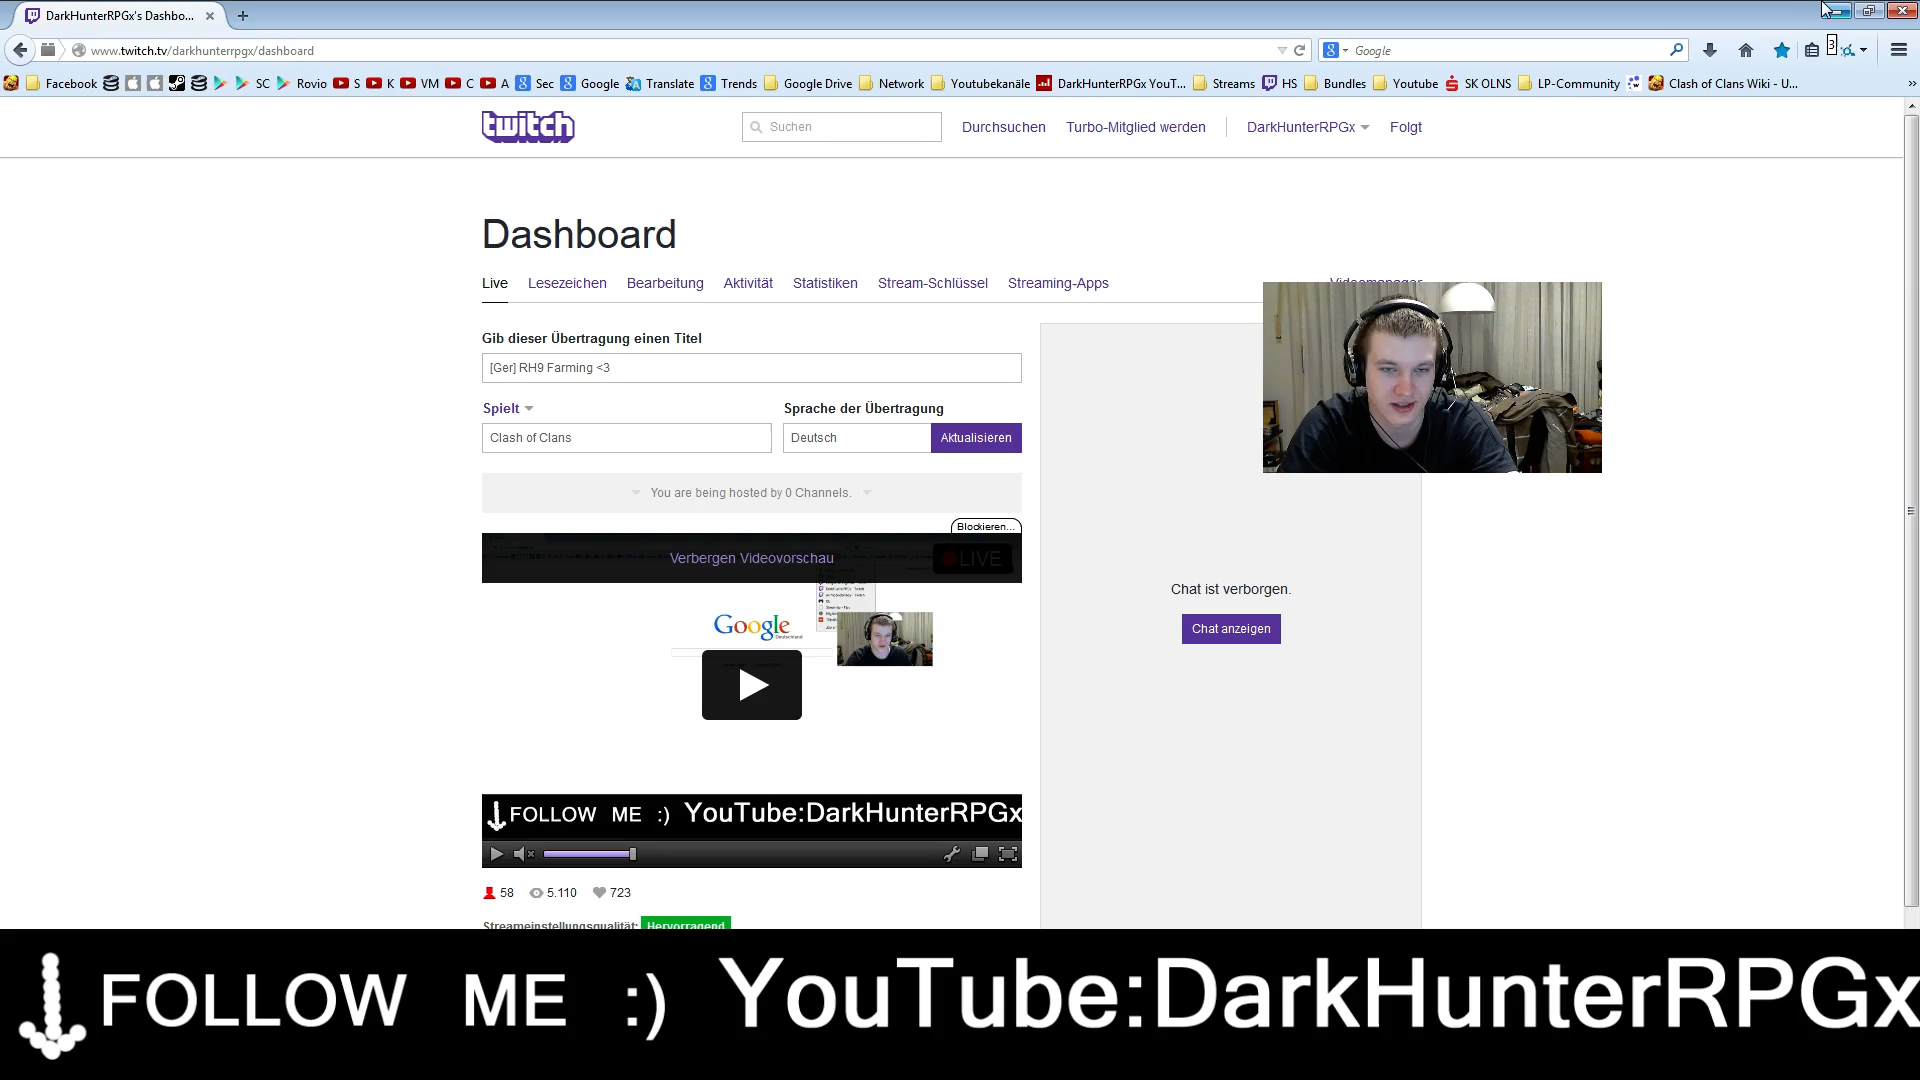 DarkHunterRPGx's Dashbo...
www.twitch.tv/darkhunterrpgx/dashboard
Google
3
Facebook SC Rovio S K VM C A Sec Google Translate Trends Google Drive Network Youtubekanäle DarkHunterRPGx YouT... Streams HS Bundles Youtube SK OLNS LP-Community Clash of Clans Wiki - U...
twitch
Suchen
Durchsuchen Turbo-Mitglied werden DarkHunterRPGx Folgt
Dashboard
Live Lesezeichen Bearbeitung Aktivität Statistiken Stream-Schlüssel Streaming-Apps Videomanager
Gib dieser Übertragung einen Titel
[Ger] RH9 Farming <3
Spielt Sprache der Übertragung
Clash of Clans Deutsch Aktualisieren
You are being hosted by 0 Channels.
Blockieren...
Verbergen Videovorschau LIVE
Google
Chat ist verborgen.
Chat anzeigen
FOLLOW ME :) YouTube:DarkHunterRPGx
58 5.110 723
Streameinstellungsqualität: Hervorragend
FOLLOW ME :) YouTube:DarkHunterRPGx